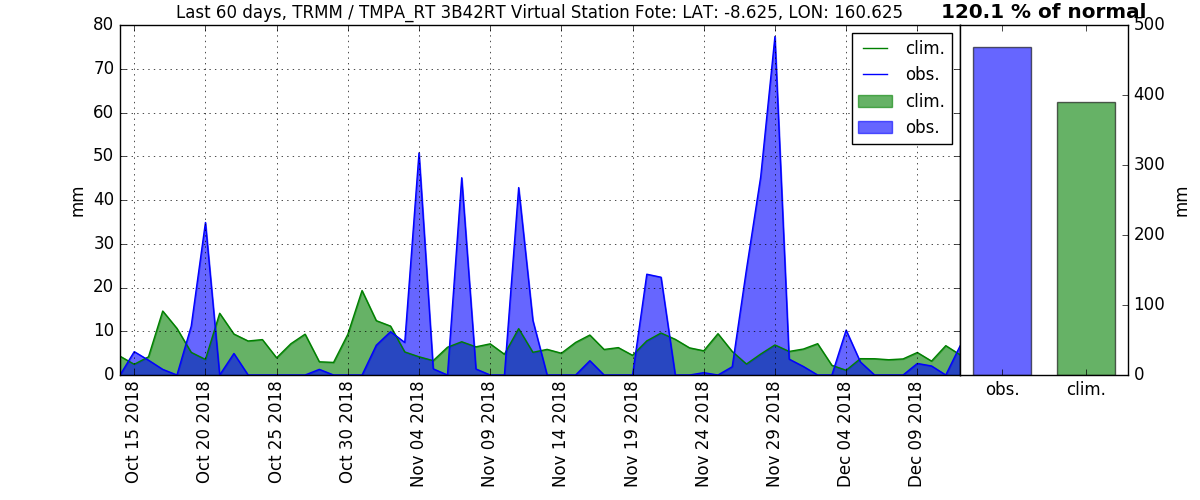 Last 60 days, TRMM / TMPA_RT 3B42RT Virtual Station Fote: LAT: -8.625, LON: 160.625
120.1 % of normal
80
70
60
50
40
30
20
10
0
mm
clim.
obs.
clim.
obs.
Oct 15 2018
Oct 20 2018
Oct 25 2018
Oct 30 2018
Nov 04 2018
Nov 09 2018
Nov 14 2018
Nov 19 2018
Nov 24 2018
Nov 29 2018
Dec 04 2018
Dec 09 2018
500
400
300
200
100
0
mm
obs.
clim.